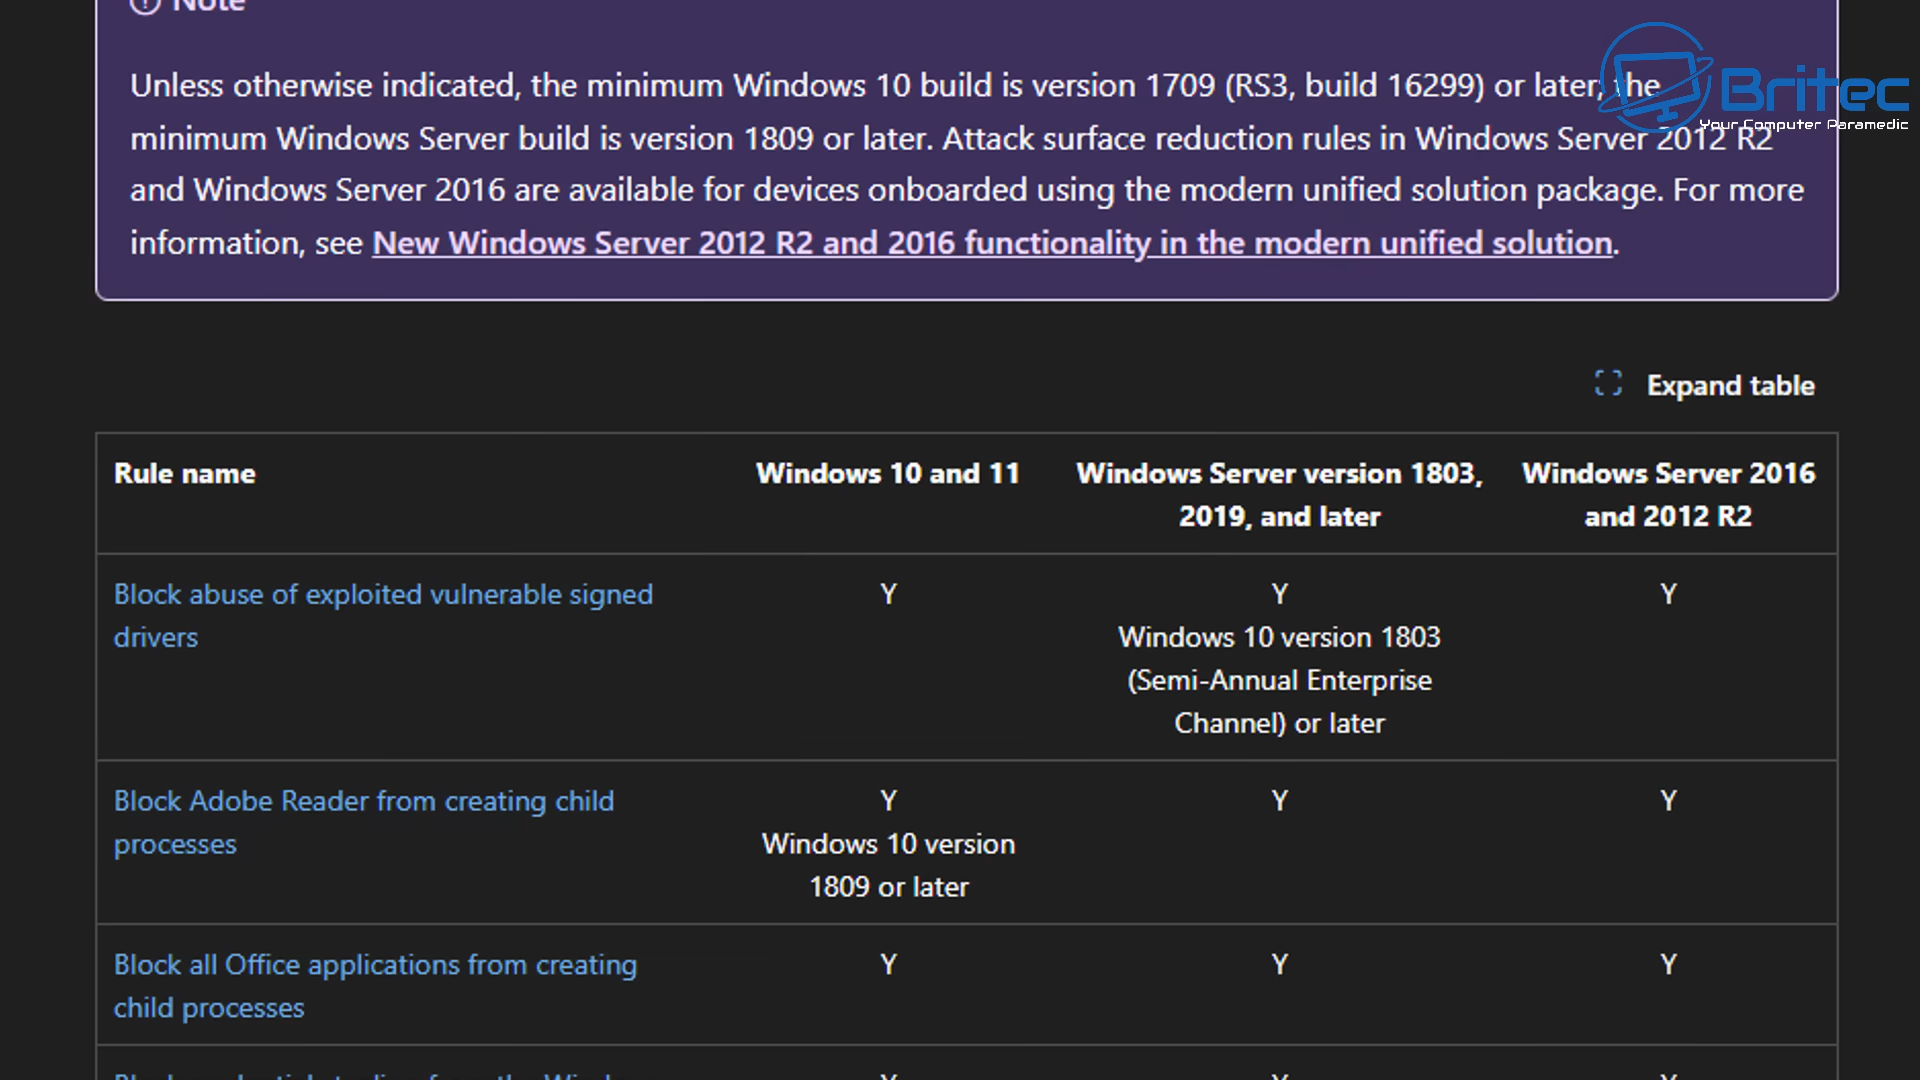 Note
Unless otherwise indicated, the minimum Windows 10 build is version 1709 (RS3, build 16299) or later; the
minimum Windows Server build is version 1809 or later. Attack surface reduction rules in Windows Server 2012 R2
and Windows Server 2016 are available for devices onboarded using the modern unified solution package. For more
information, see New Windows Server 2012 R2 and 2016 functionality in the modern unified solution.
Britec
Your Computer Paramedic
Expand table
Rule name
Windows 10 and 11
Windows Server version 1803,
2019, and later
Windows Server 2016
and 2012 R2
Block abuse of exploited vulnerable signed
drivers
Y
Y
Windows 10 version 1803
(Semi-Annual Enterprise
Channel) or later
Y
Block Adobe Reader from creating child
processes
Y
Windows 10 version
1809 or later
Y
Y
Block all Office applications from creating
child processes
Y
Y
Y